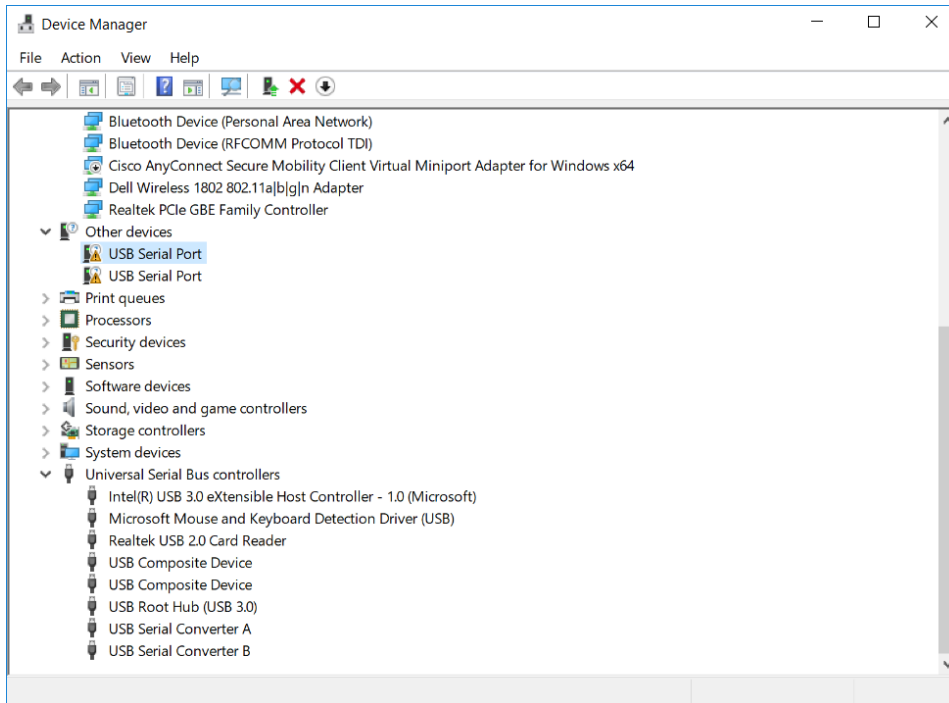 Device Manager
File Action View Help
Bluetooth Device (Personal Area Network)
Bluetooth Device (RFCOMM Protocol TDI)
Cisco AnyConnect Secure Mobility Client Virtual Miniport Adapter for Windows x64
Dell Wireless 1802 802.11a|b|g|n Adapter
Realtek PCIe GBE Family Controller
Other devices
USB Serial Port
USB Serial Port
Print queues
Processors
Security devices
Sensors
Software devices
Sound, video and game controllers
Storage controllers
System devices
Universal Serial Bus controllers
Intel(R) USB 3.0 eXtensible Host Controller - 1.0 (Microsoft)
Microsoft Mouse and Keyboard Detection Driver (USB)
Realtek USB 2.0 Card Reader
USB Composite Device
USB Composite Device
USB Root Hub (USB 3.0)
USB Serial Converter A
USB Serial Converter B